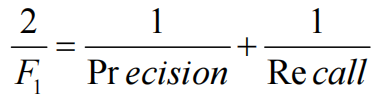 2/F₁ = 1/Precision + 1/Recall